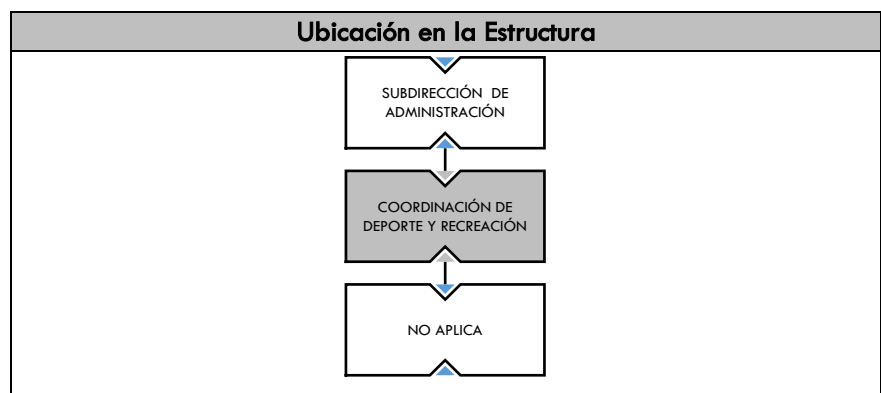 Ubicación en la Estructura
SUBDIRECCIÓN DE
ADMINISTRACIÓN
COORDINACIÓN DE
DEPORTE Y RECREACIÓN
NO APLICA